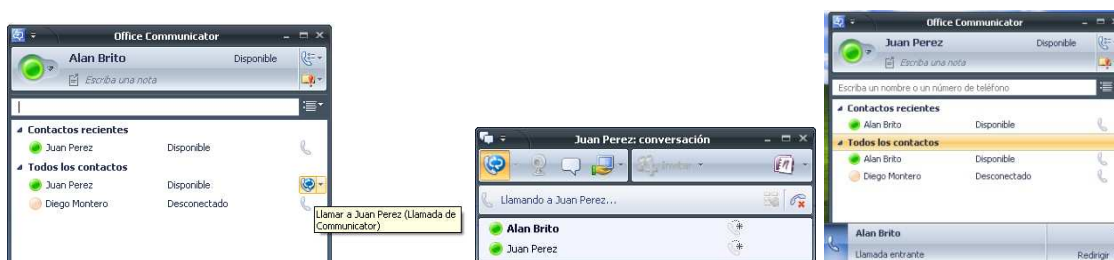 Office Communicator
Alan Brito Disponible
Escriba una nota
Contactos recientes
Juan Perez Disponible
Todos los contactos
Juan Perez Disponible
Diego Montero Desconectado
Llamar a Juan Perez (Llamada de
Communicator)
Juan Perez: conversación
Invitar
Llamando a Juan Perez...
Alan Brito
Juan Perez
Office Communicator
Juan Perez Disponible
Escriba una nota
Escriba un nombre o un número de teléfono
Contactos recientes
Alan Brito Disponible
Todos los contactos
Alan Brito Disponible
Diego Montero Desconectado
Alan Brito
Llamada entrante Redirigir